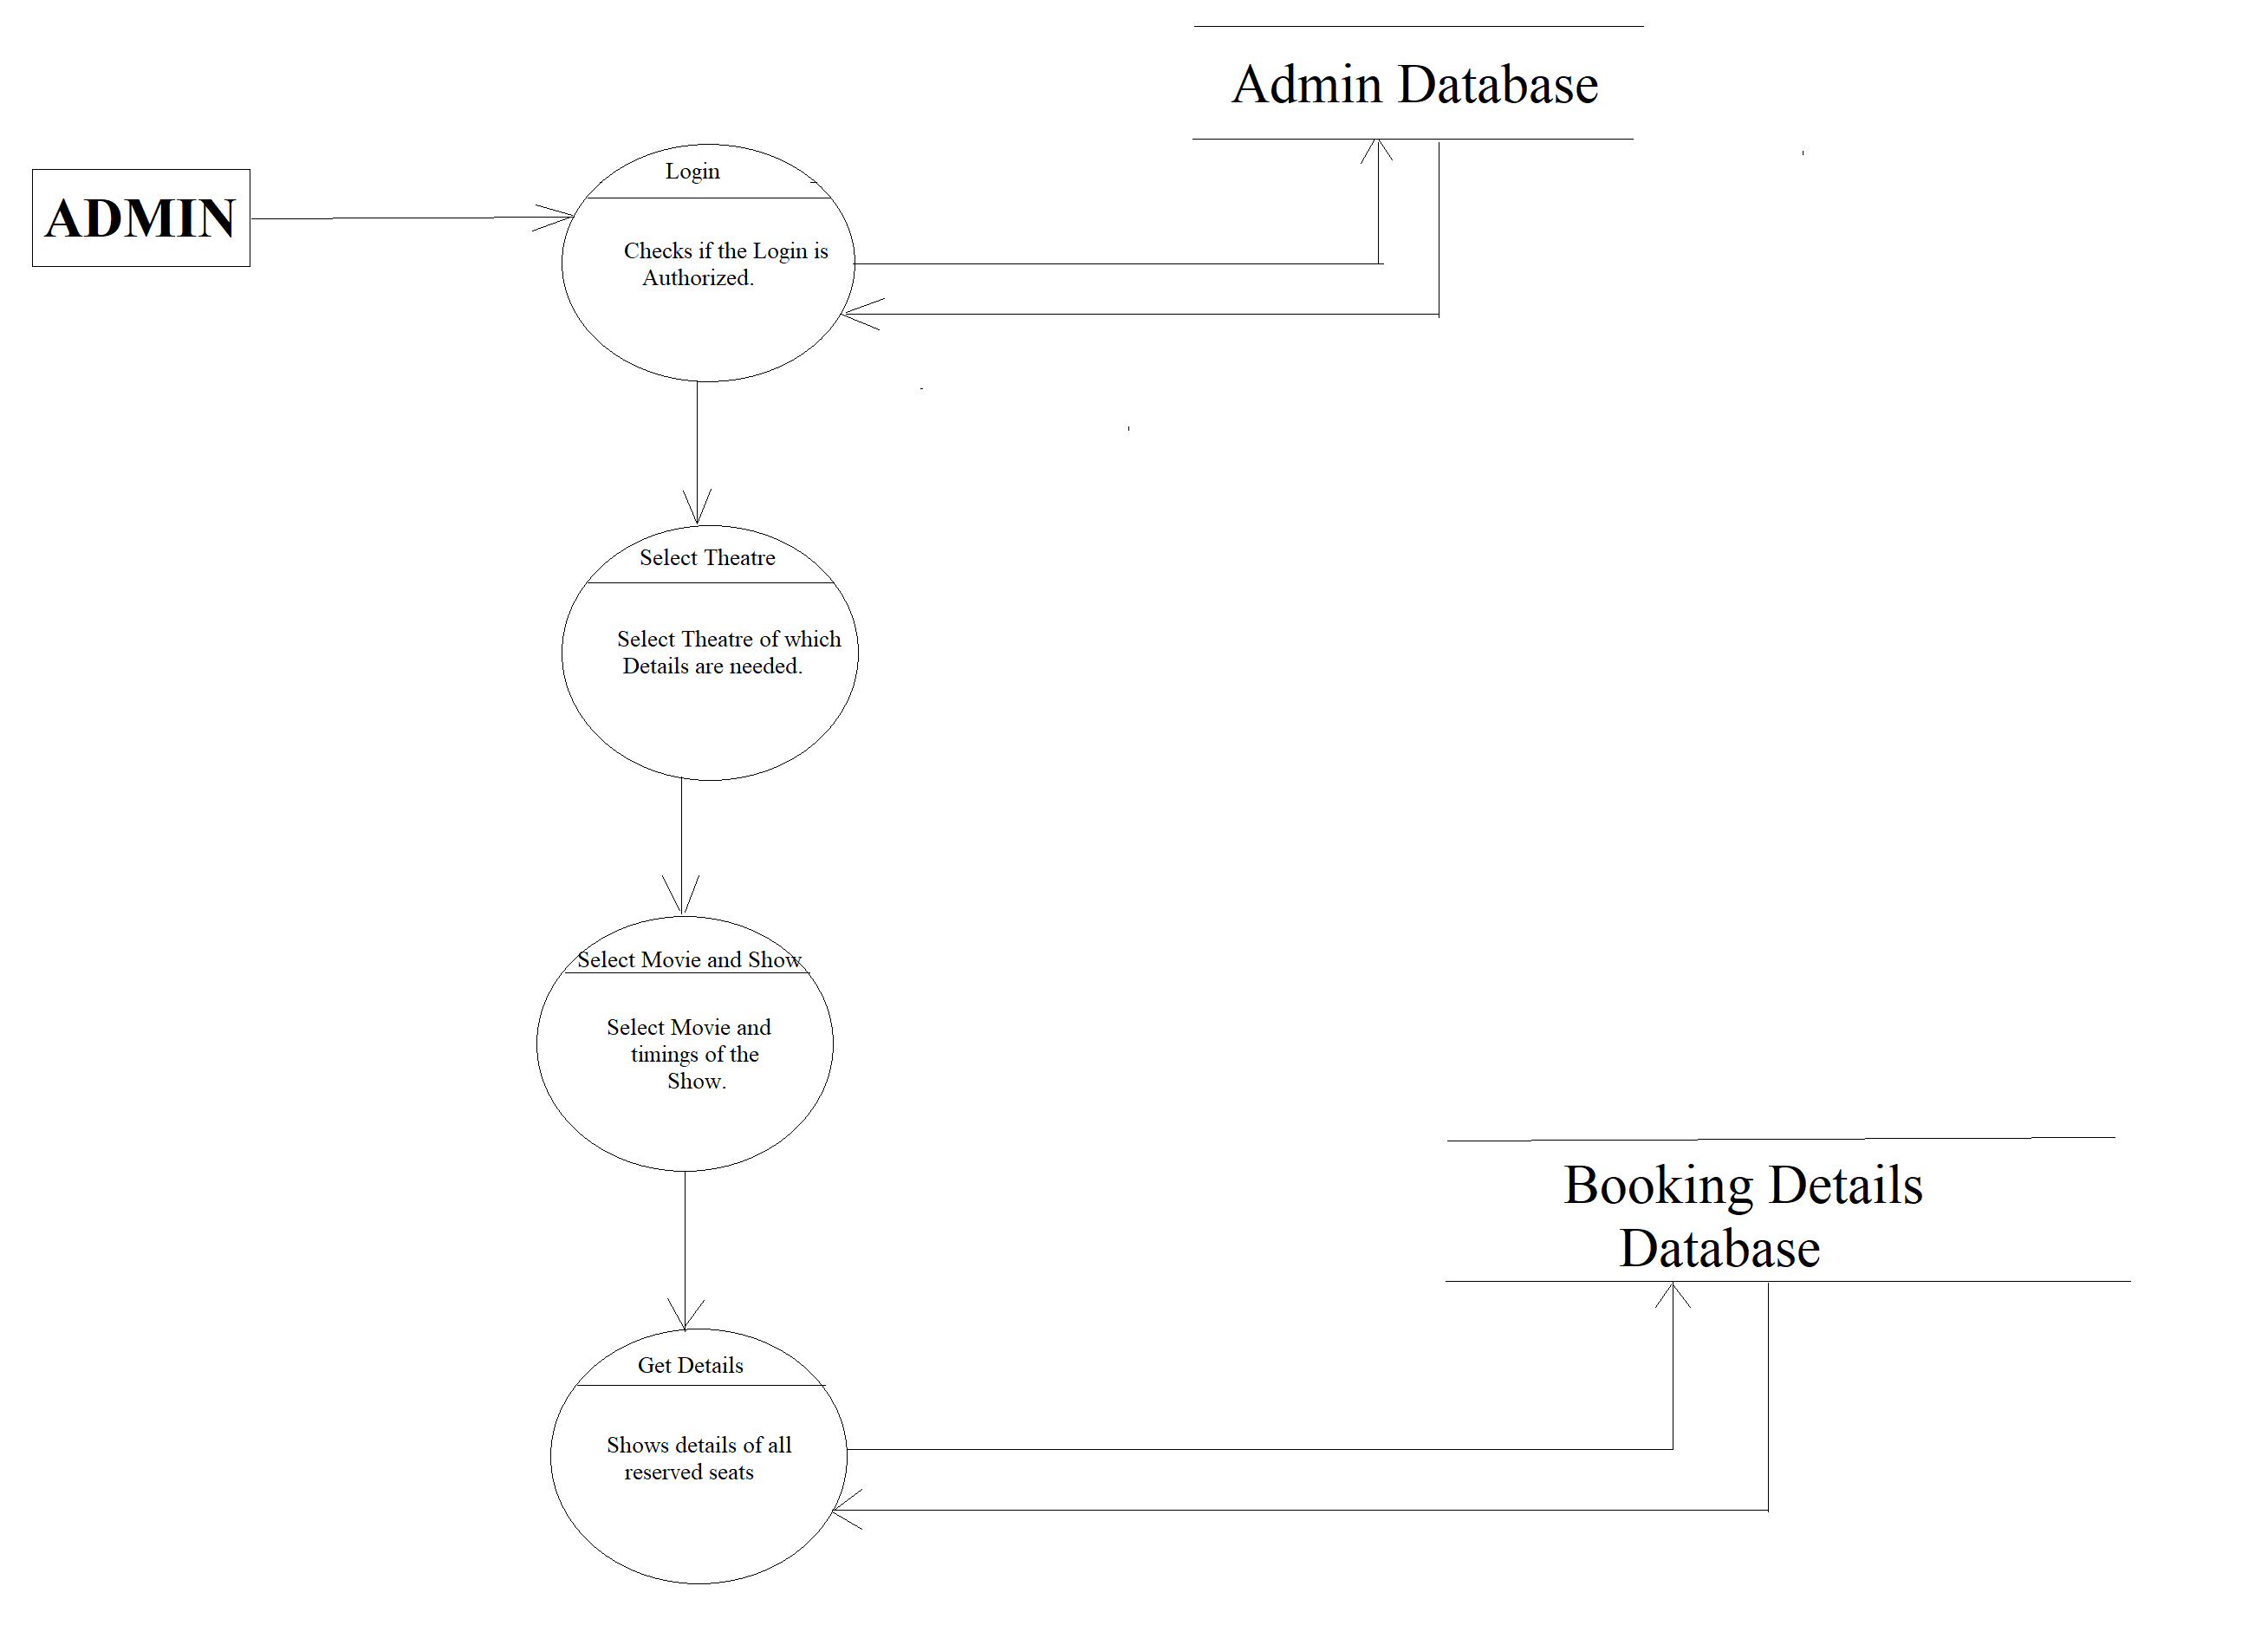 Admin Database
ADMIN
Login
Checks if the Login is
Authorized.
Select Theatre
Select Theatre of which
Details are needed.
Select Movie and Show
Select Movie and
timings of the
Show.
Booking Details
Database
Get Details
Shows details of all
reserved seats